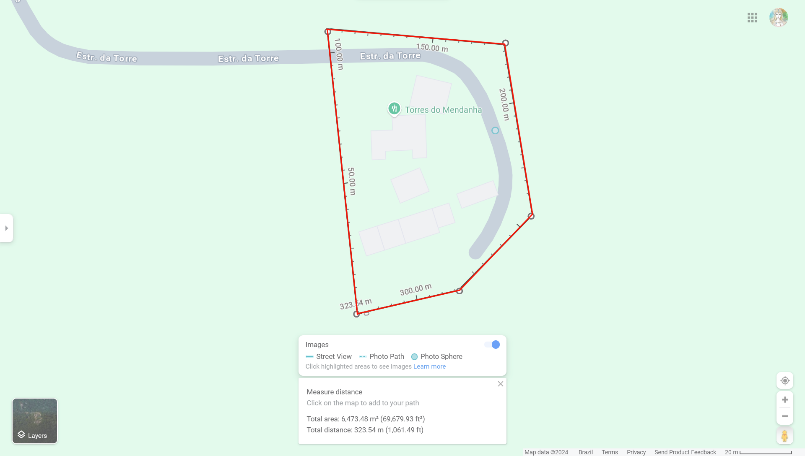 Estr. da Torre
Estr. da Torre
Estr. da Torre
100.00 m
150.00 m
200.00 m
Torres do Mendanha
50.00 m
300.00 m
323.54 m
Images
Street View
Photo Path
Photo Sphere
Click highlighted areas to see images Learn more
Measure distance
Click on the map to add to your path
Total area: 6,473.48 m² (69,679.93 ft²)
Total distance: 323.54 m (1,061.49 ft)
Layers
Map data ©2024 Brazil Terms Privacy Send Product Feedback 20 m